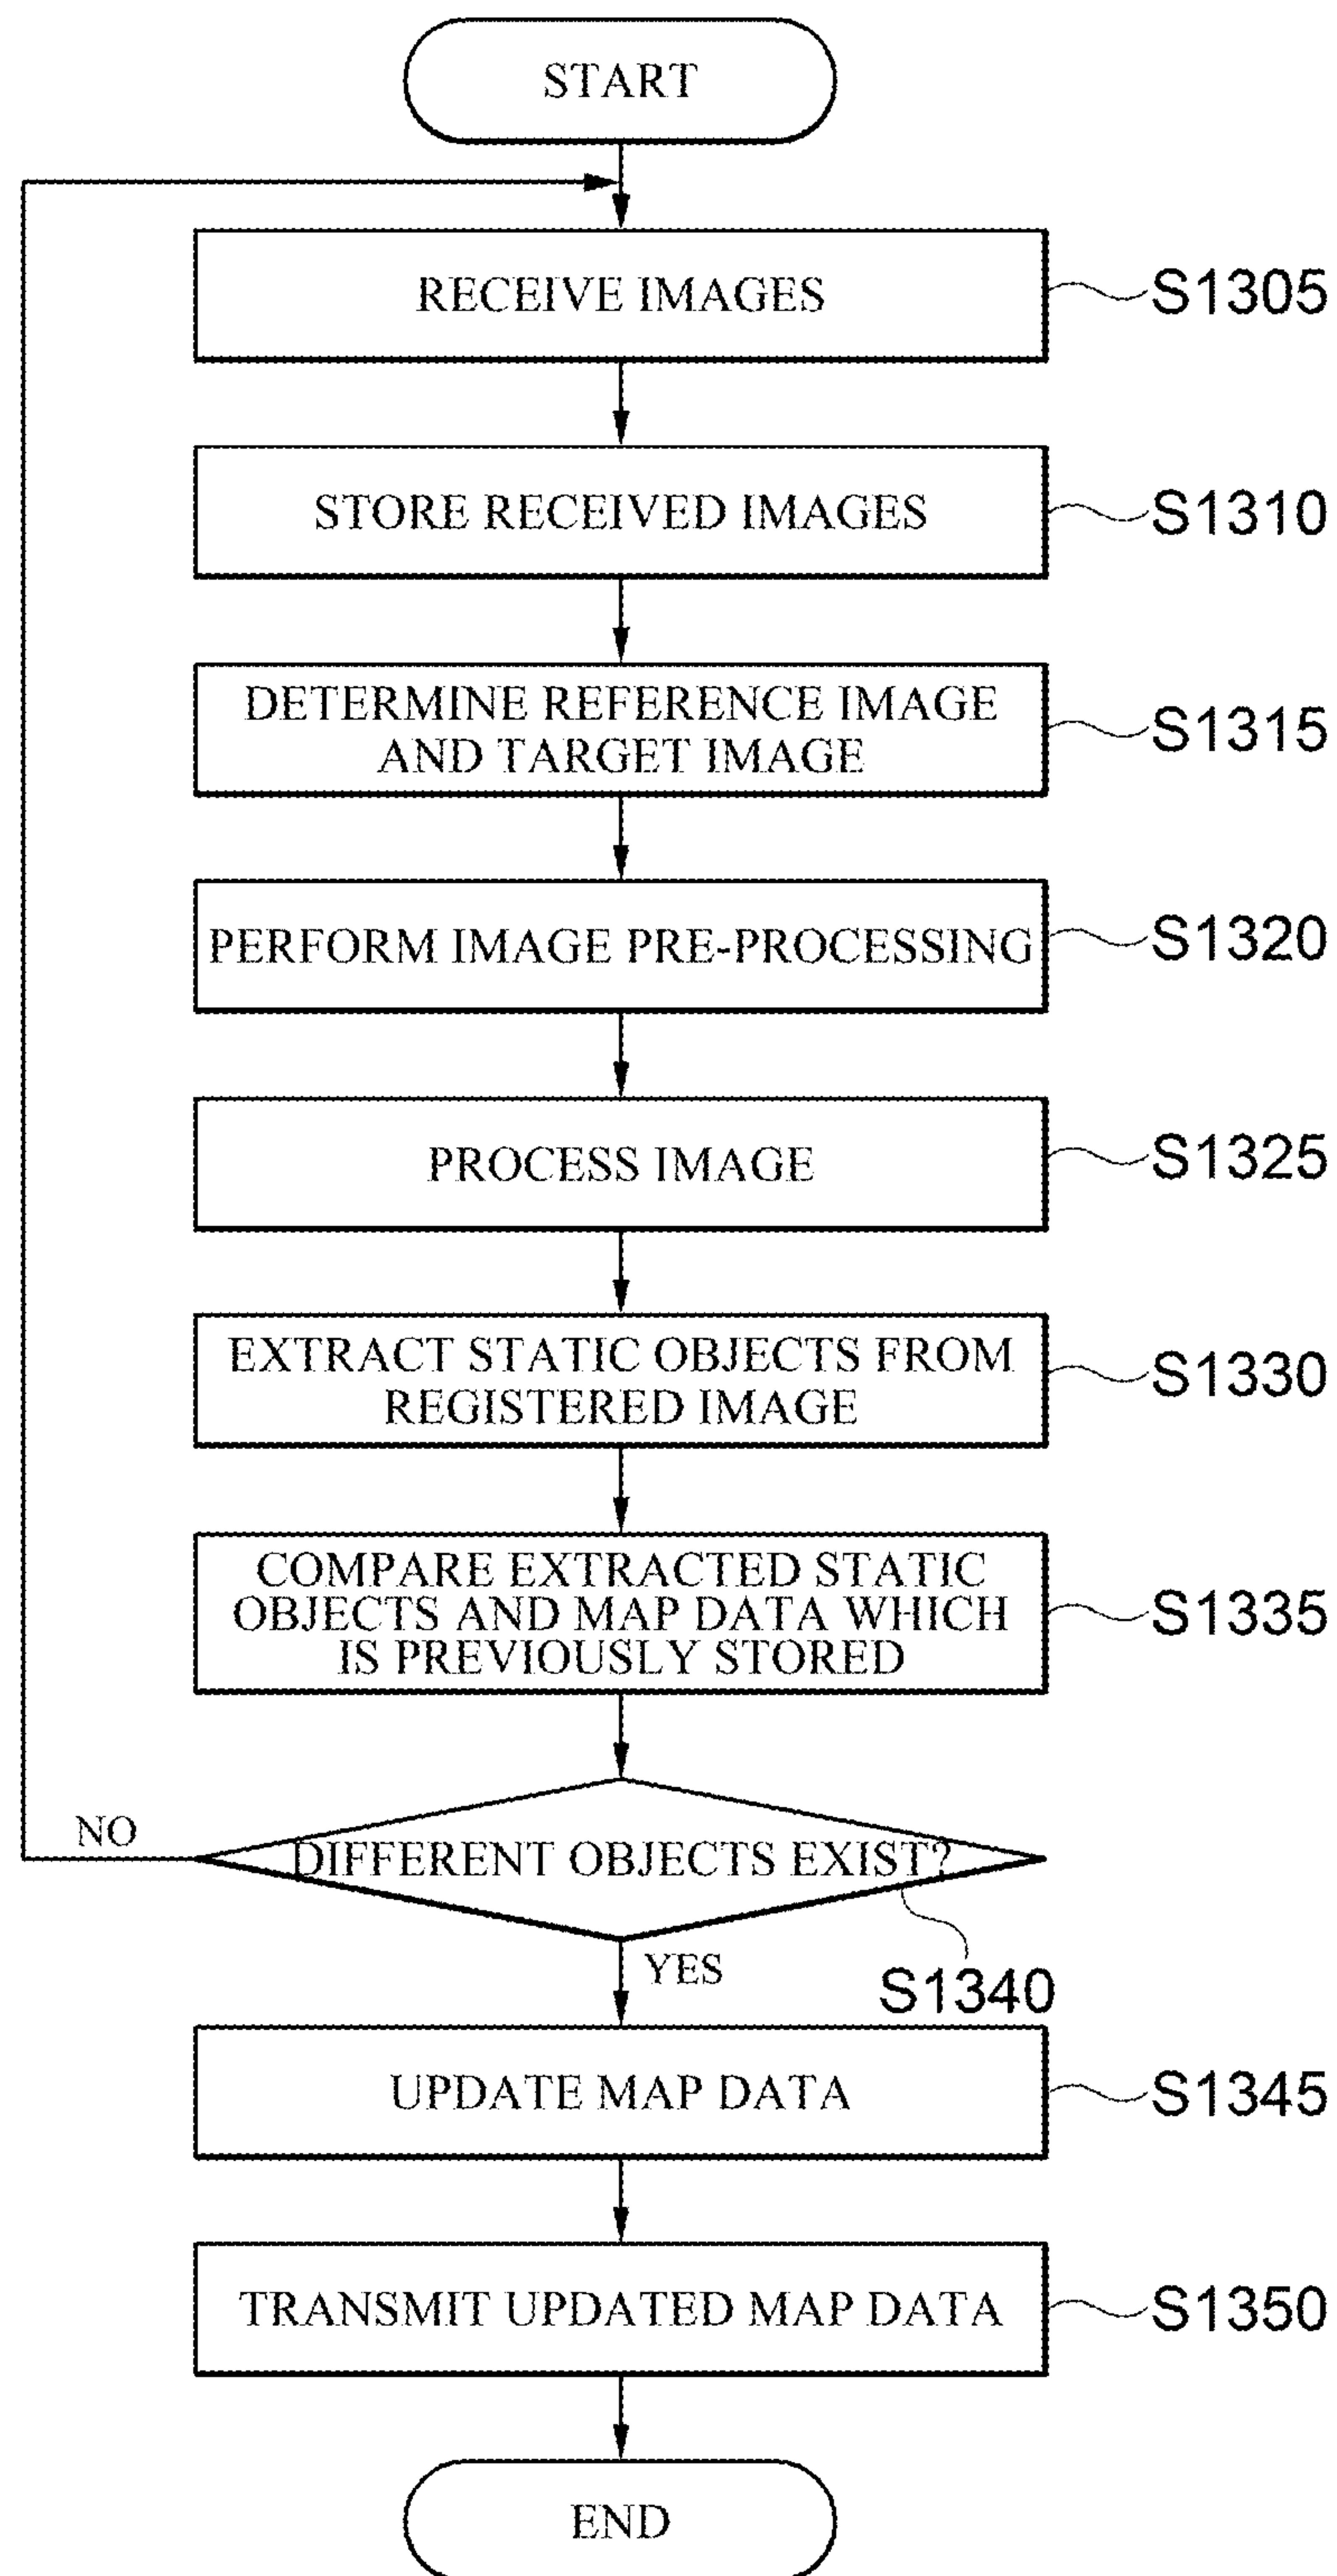 START
RECEIVE IMAGES
S1305
STORE RECEIVED IMAGES
S1310
DETERMINE REFERENCE IMAGE
AND TARGET IMAGE
S1315
PERFORM IMAGE PRE-PROCESSING
S1320
PROCESS IMAGE
S1325
EXTRACT STATIC OBJECTS FROM
REGISTERED IMAGE
S1330
COMPARE EXTRACTED STATIC
OBJECTS AND MAP DATA WHICH
IS PREVIOUSLY STORED
S1335
NO
DIFFERENT OBJECTS EXIST?
YES
S1340
UPDATE MAP DATA
S1345
TRANSMIT UPDATED MAP DATA
S1350
END